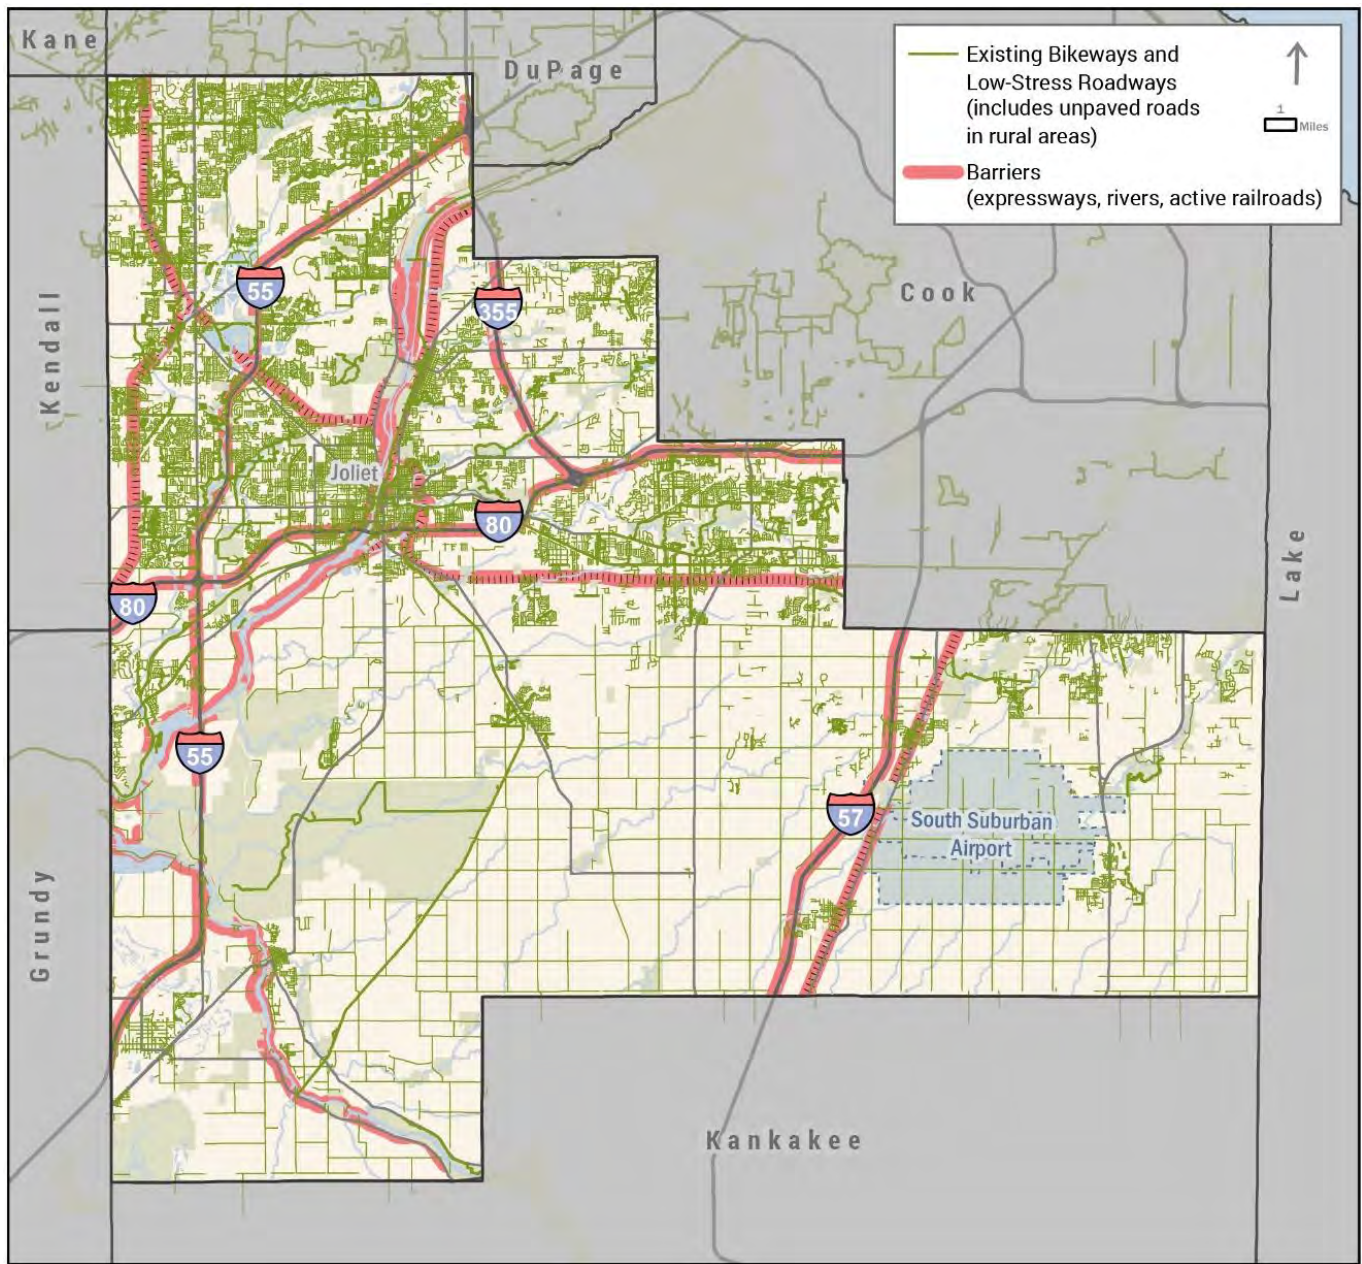 Kane
DuPage
Existing Bikeways and
Low-Stress Roadways
(includes unpaved roads
in rural areas)
1
Miles
Barriers
(expressways, rivers, active railroads)
Kendall
55
355
Cook
Joliet
80
80
Lake
55
57
South Suburban
Airport
Grundy
Kankakee